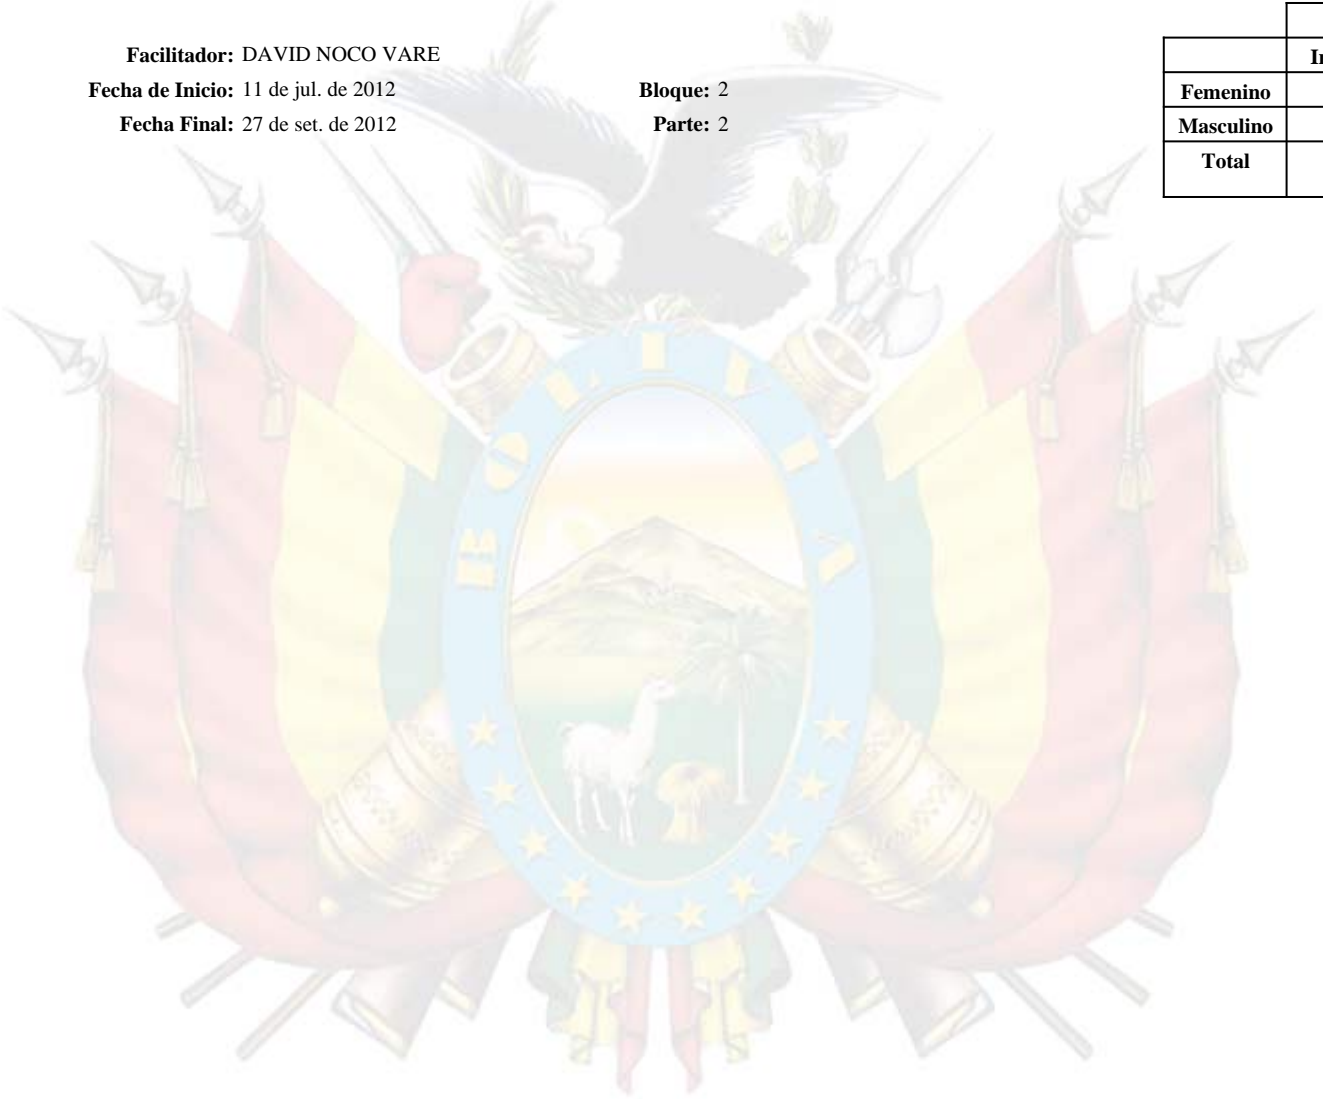 Facilitador: DAVID NOCO VARE
Fecha de Inicio: 11 de jul. de 2012 Bloque: 2
Fecha Final: 27 de set. de 2012 Parte: 2
Femenino
Masculino
Total
BOLIVIA